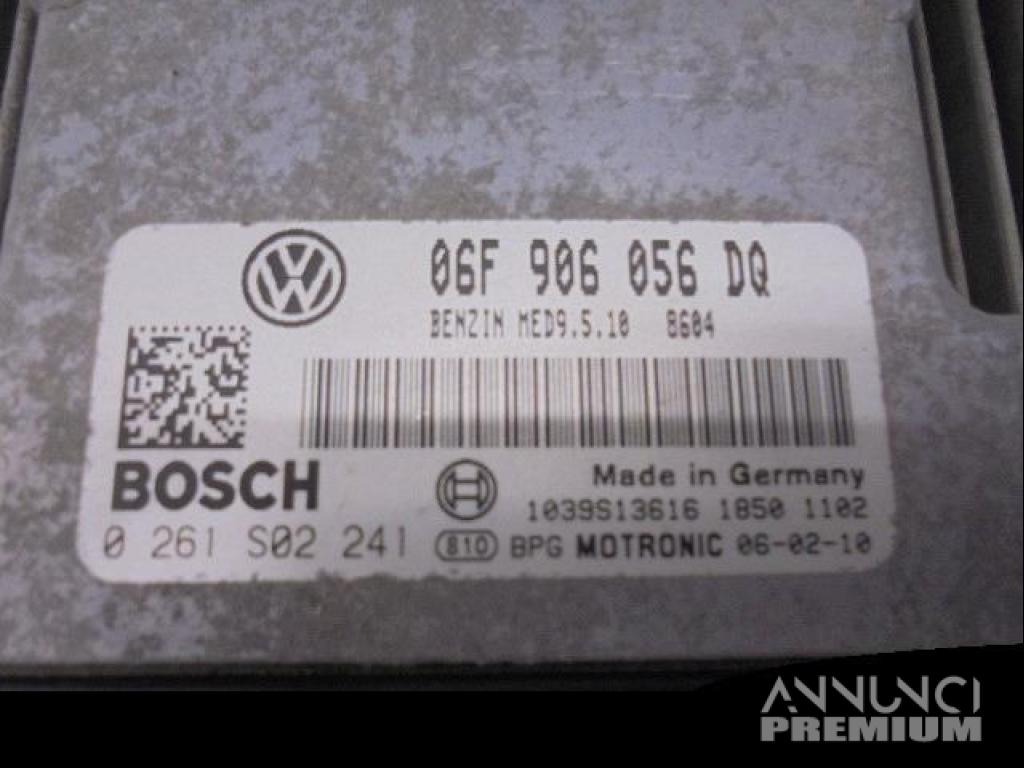 06F 906 056 DQ
BENZIN MED9.5.10 8604
BOSCH
Made in Germany
1039S13616 1850 1102
0 261 S02 241
810 BPG MOTRONIC 06-02-10
ANNUNCI
PREMIUM